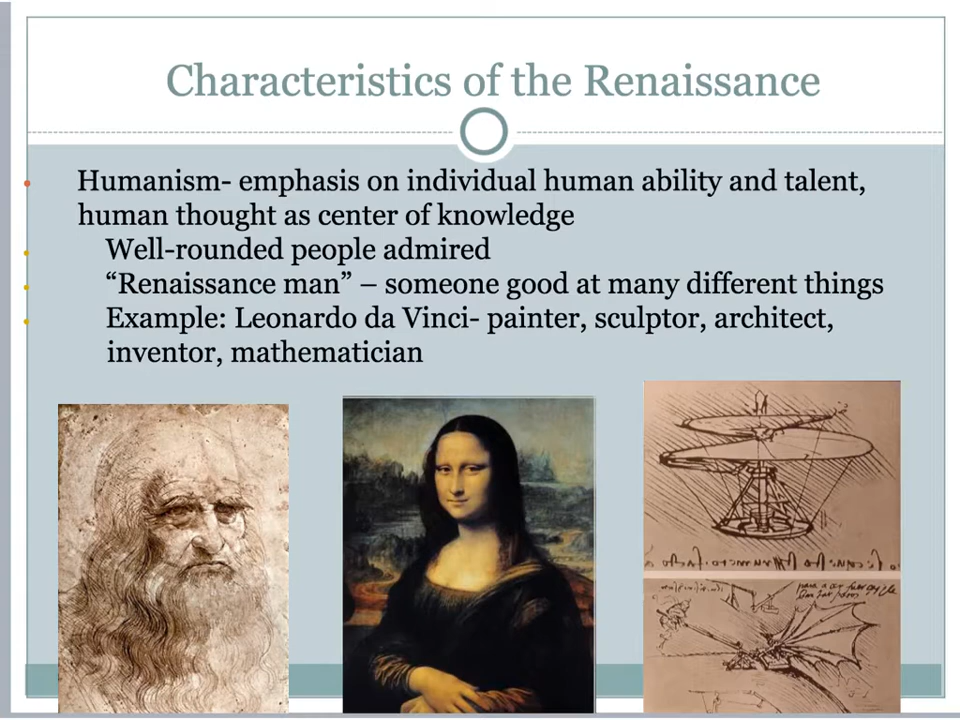 Characteristics of the Renaissance
Humanism- emphasis on individual human ability and talent,
human thought as center of knowledge
Well-rounded people admired
“Renaissance man” – someone good at many different things
Example: Leonardo da Vinci- painter, sculptor, architect,
inventor, mathematician